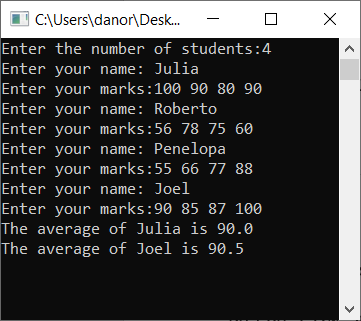 C:\Users\danor\Desk...
Enter the number of students:4
Enter your name: Julia
Enter your marks:100 90 80 90
Enter your name: Roberto
Enter your marks:56 78 75 60
Enter your name: Penelopa
Enter your marks:55 66 77 88
Enter your name: Joel
Enter your marks:90 85 87 100
The average of Julia is 90.0
The average of Joel is 90.5